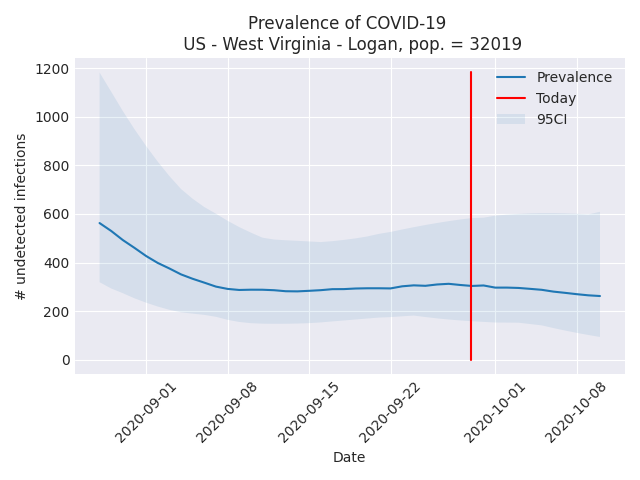 Prevalence of COVID-19
US - West Virginia - Logan, pop. = 32019
1200
1000
800
600
400
200
0
# undetected infections
Prevalence
Today
95CI
2020-09-01
2020-09-08
2020-09-15
2020-09-22
2020-10-01
2020-10-08
Date